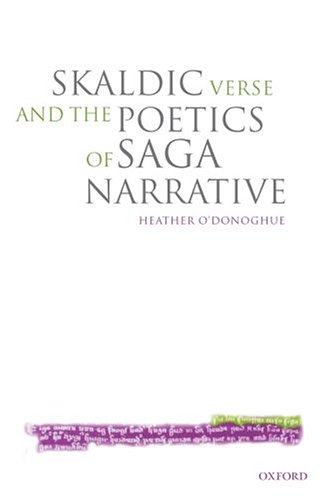 SKALDIC VERSE
AND THE POETICS
OF SAGA
NARRATIVE
HEATHER O'DONOGHUE
OXFORD